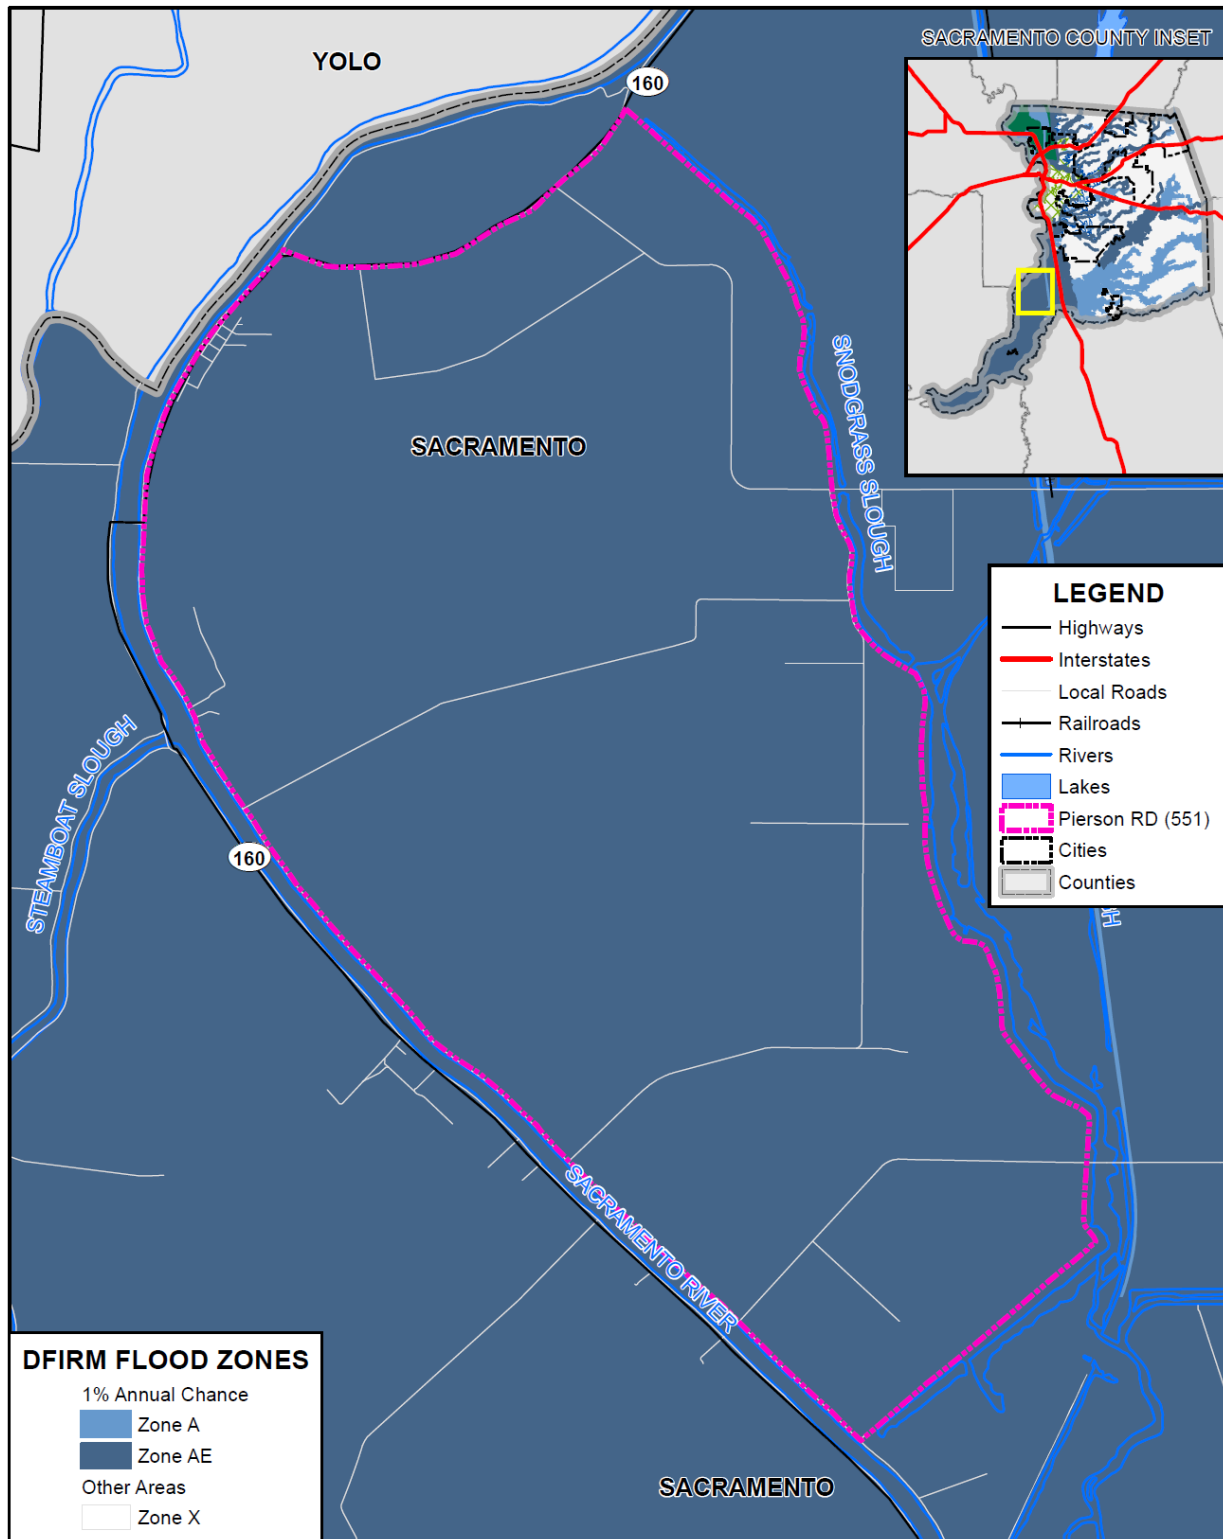 SACRAMENTO COUNTY INSET
YOLO
160
SNODGRASS SLOUGH
SACRAMENTO
LEGEND
Highways
Interstates
Local Roads
Railroads
Rivers
Lakes
Pierson RD (551)
Cities
Counties
STEAMBOAT SLOUGH
160
SACRAMENTO RIVER
DFIRM FLOOD ZONES
1% Annual Chance
Zone A
Zone AE
Other Areas
Zone X
SACRAMENTO